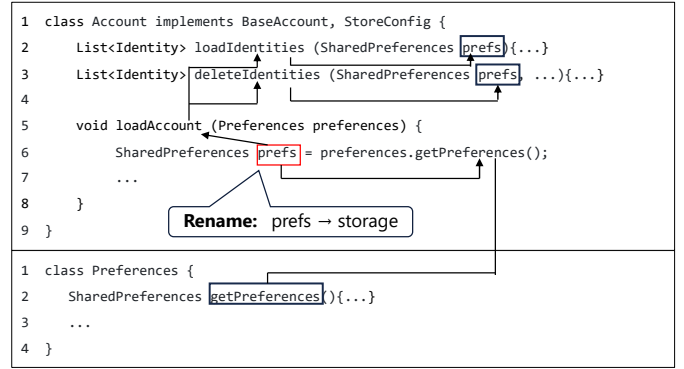 1 class Account implements BaseAccount, StoreConfig {
2 List<Identity> loadIdentities (SharedPreferences prefs){...}
3 List<Identity> deleteIdentities (SharedPreferences prefs, ...){...}
4
5 void loadAccount (Preferences preferences) {
6 SharedPreferences prefs = preferences.getPreferences();
7 ...
8 }
Rename: prefs → storage
9 }
1 class Preferences {
2 SharedPreferences getPreferences(){...}
3 ...
4 }